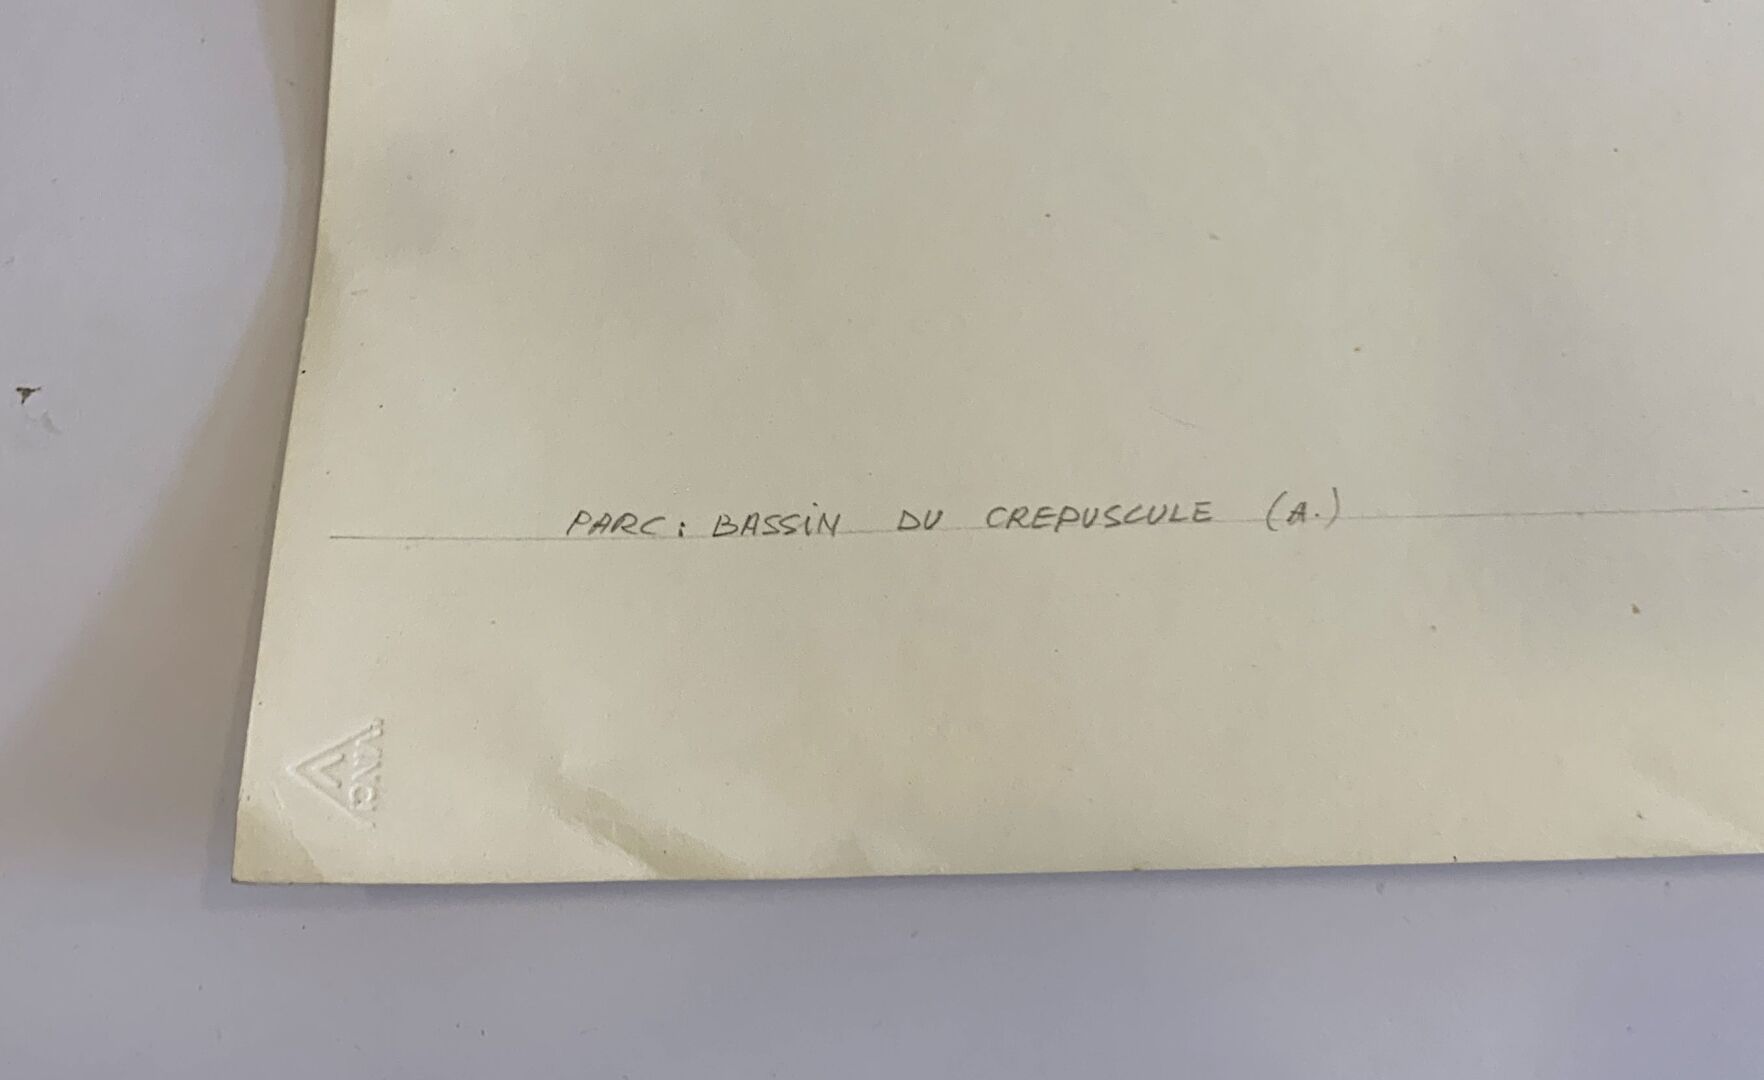 PARC: BASSIN DU CREPUSCULE (A.)